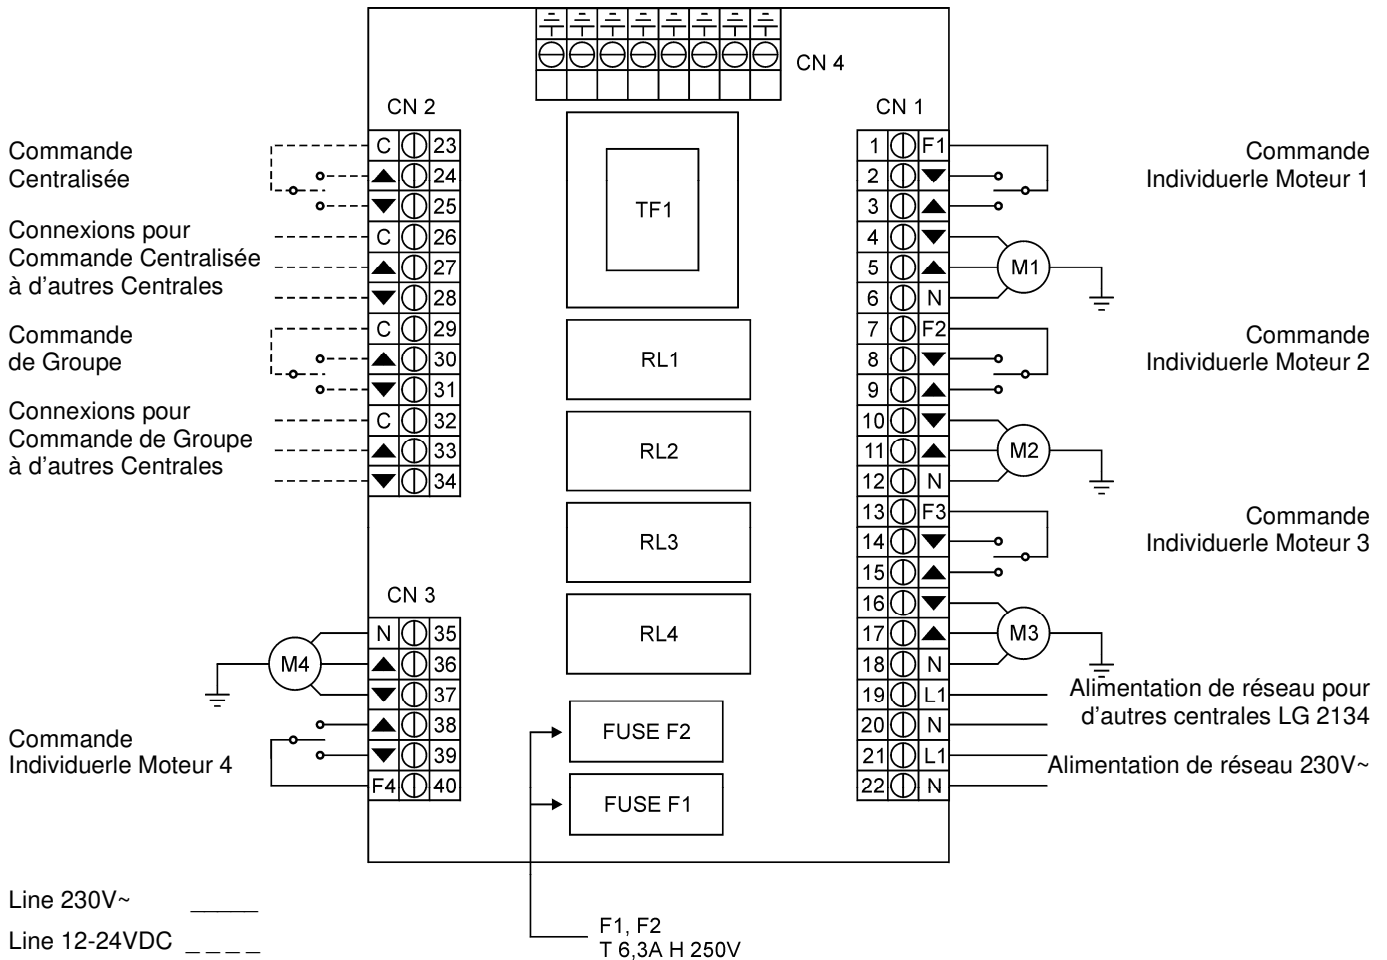 CN 4
CN 2
CN 1
Commande
Centralisée
Connexions pour
Commande Centralisée
à d'autres Centrales
Commande
de Groupe
Connexions pour
Commande de Groupe
à d'autres Centrales
C 23
24
25
C 26
27
28
C 29
30
31
C 32
33
34
TF1
RL1
RL2
RL3
RL4
FUSE F2
FUSE F1
1 F1
2
3
4
5
6 N
7 F2
8
9
10
11
12 N
13 F3
14
15
16
17
18 N
19 L1
20 N
21 L1
22 N
M1
M2
M3
Commande
Individuerle Moteur 1
Commande
Individuerle Moteur 2
Commande
Individuerle Moteur 3
Alimentation de réseau pour
d'autres centrales LG 2134
Alimentation de réseau 230V~
CN 3
N 35
36
37
38
39
F4 40
M4
Commande
Individuerle Moteur 4
Line 230V~
Line 12-24VDC
F1, F2
T 6,3A H 250V